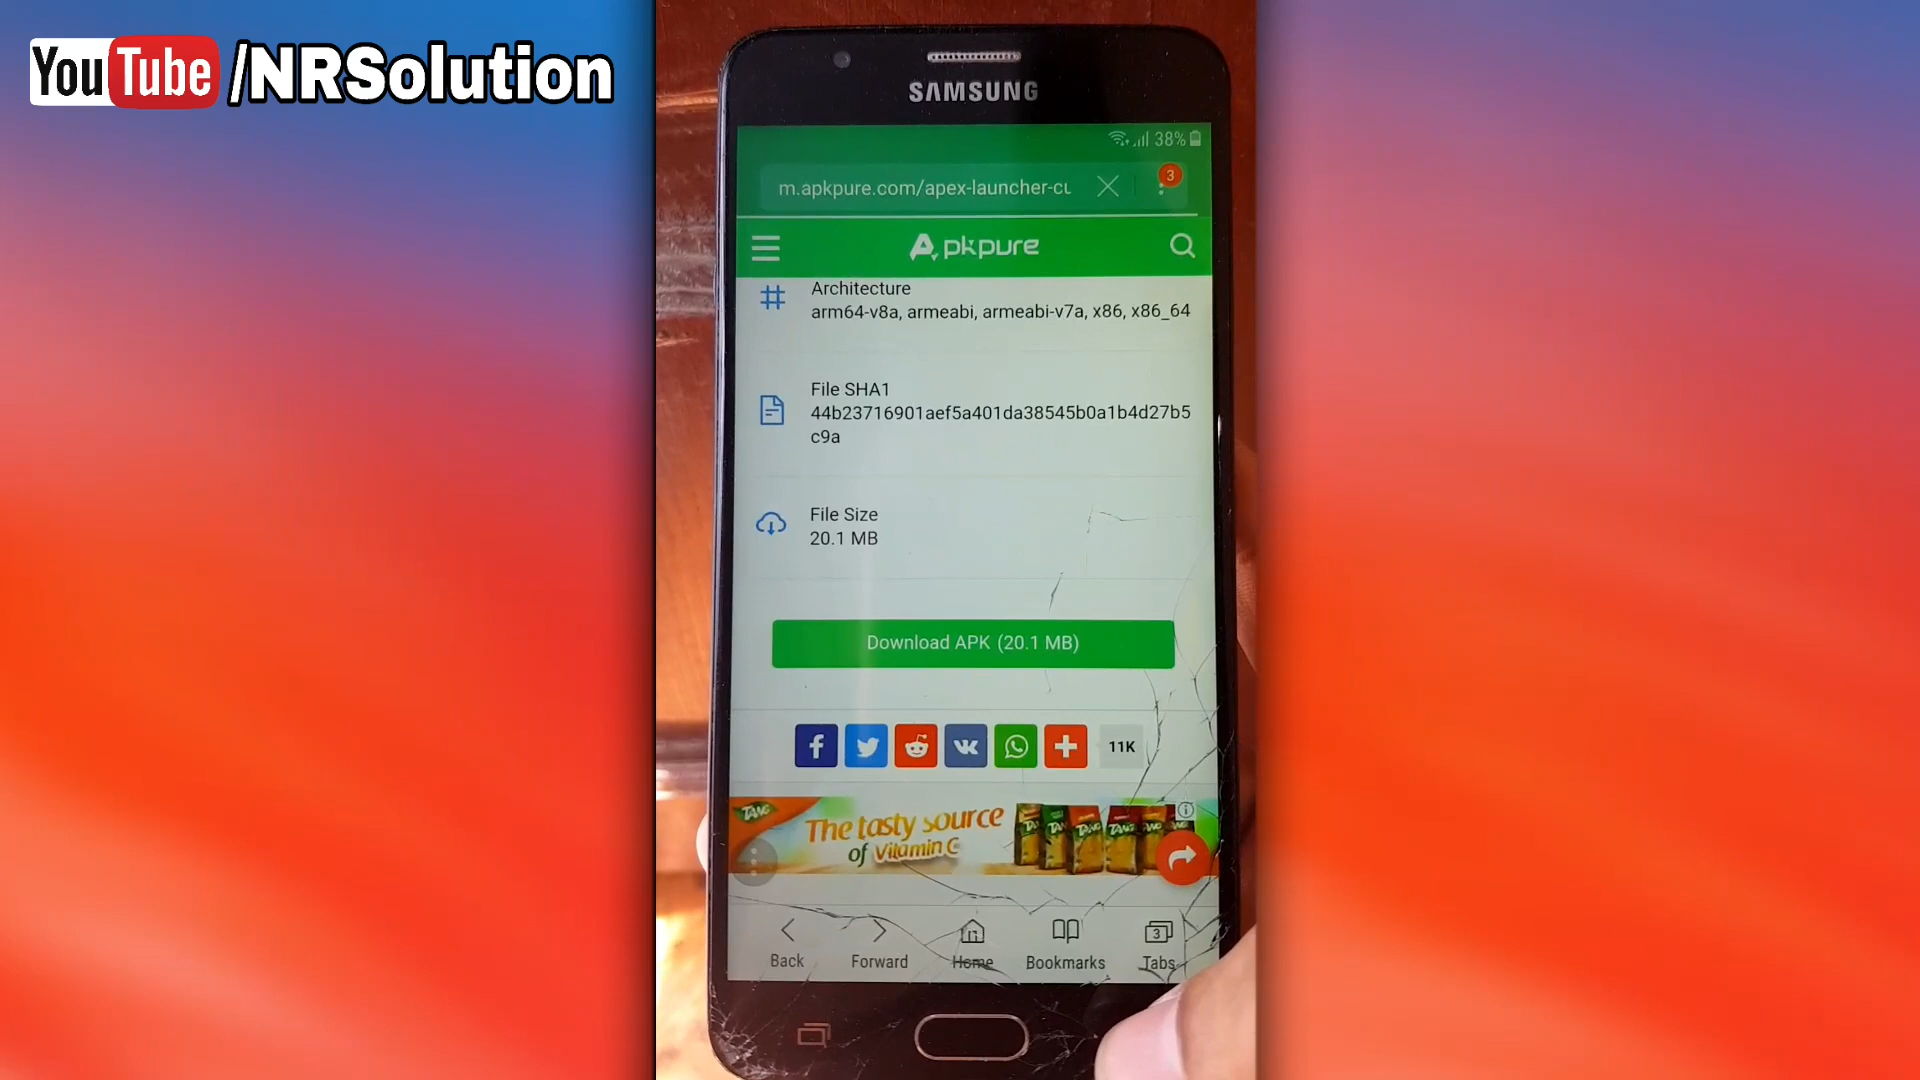 YouTube /NRSolution
SAMSUNG
38%
m.apkpure.com/apex-launcher-cu
3
Apkpure
Architecture
arm64-v8a, armeabi, armeabi-v7a, x86, x86_64
File SHA1
44b23716901aef5a401da38545b0a1b4d27b5
c9a
File Size
20.1 MB
Download APK (20.1 MB)
11K
TANG
The tasty source
of Vitamin C
TANG
TANG
3
Back
Forward
Home
Bookmarks
Tabs